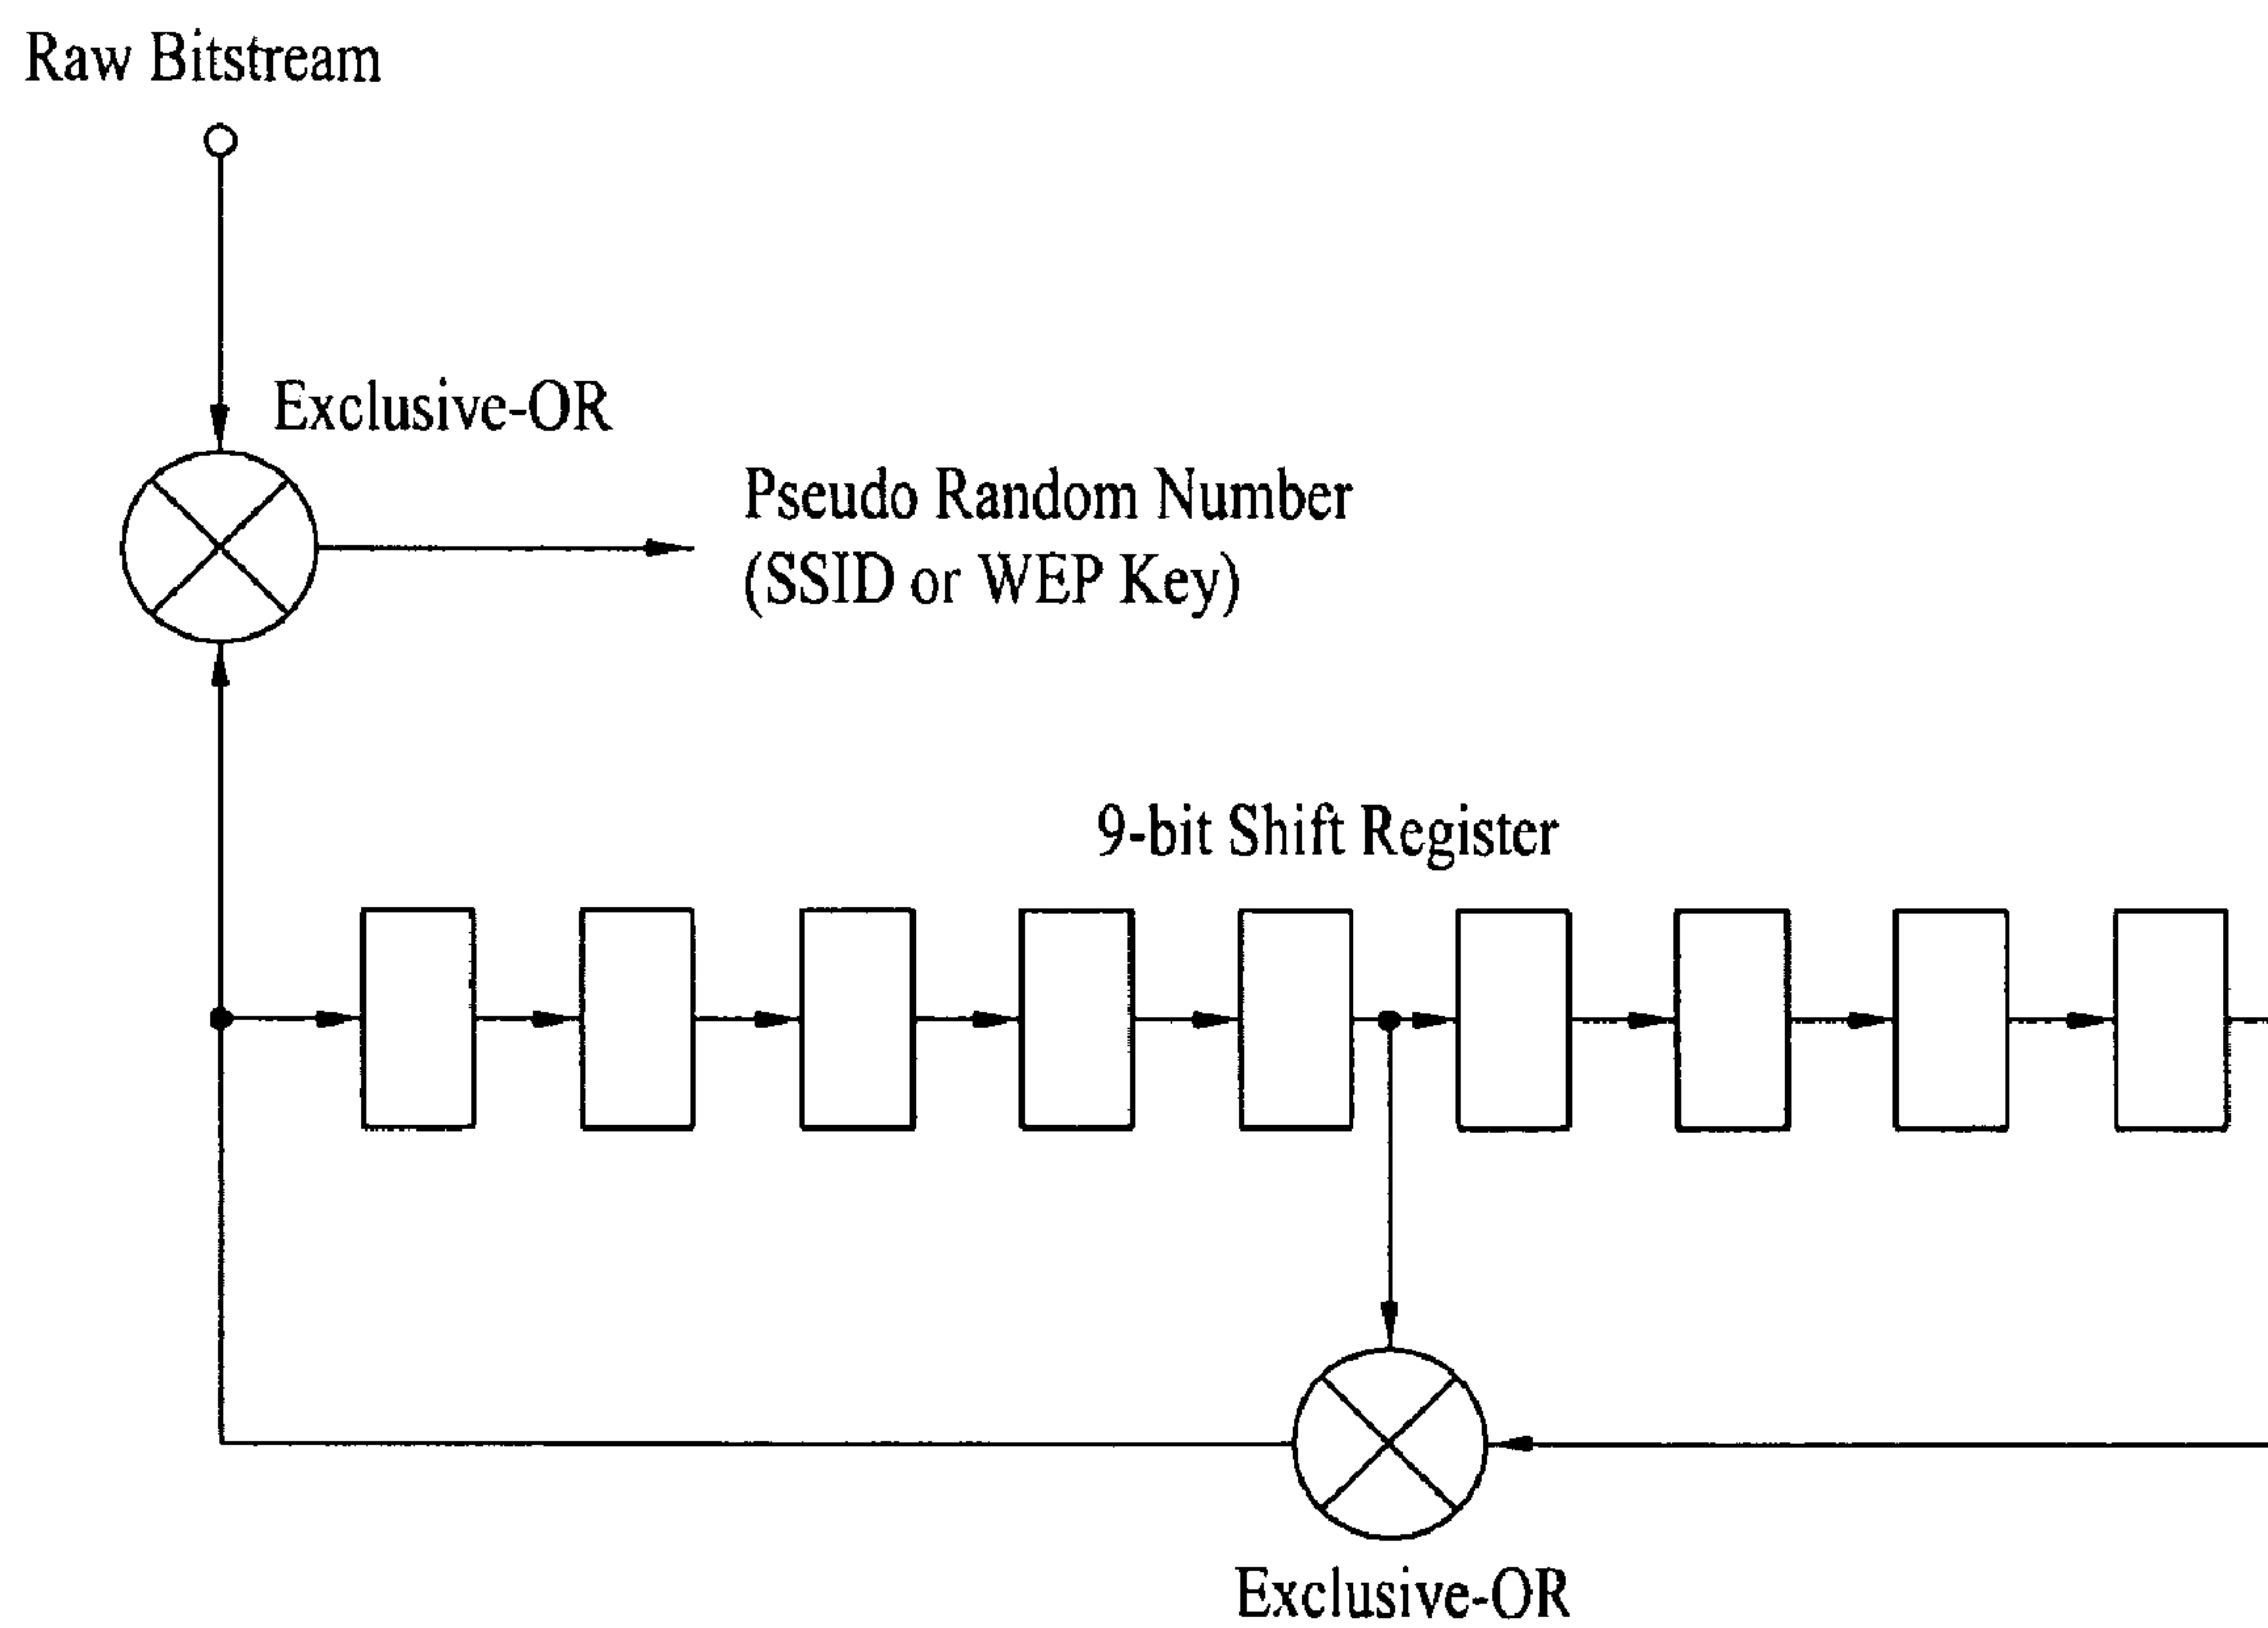 Raw Bitstream
Exclusive-OR
Pseudo Random Number
(SSID or WEP Key)
9-bit Shift Register
Exclusive-OR